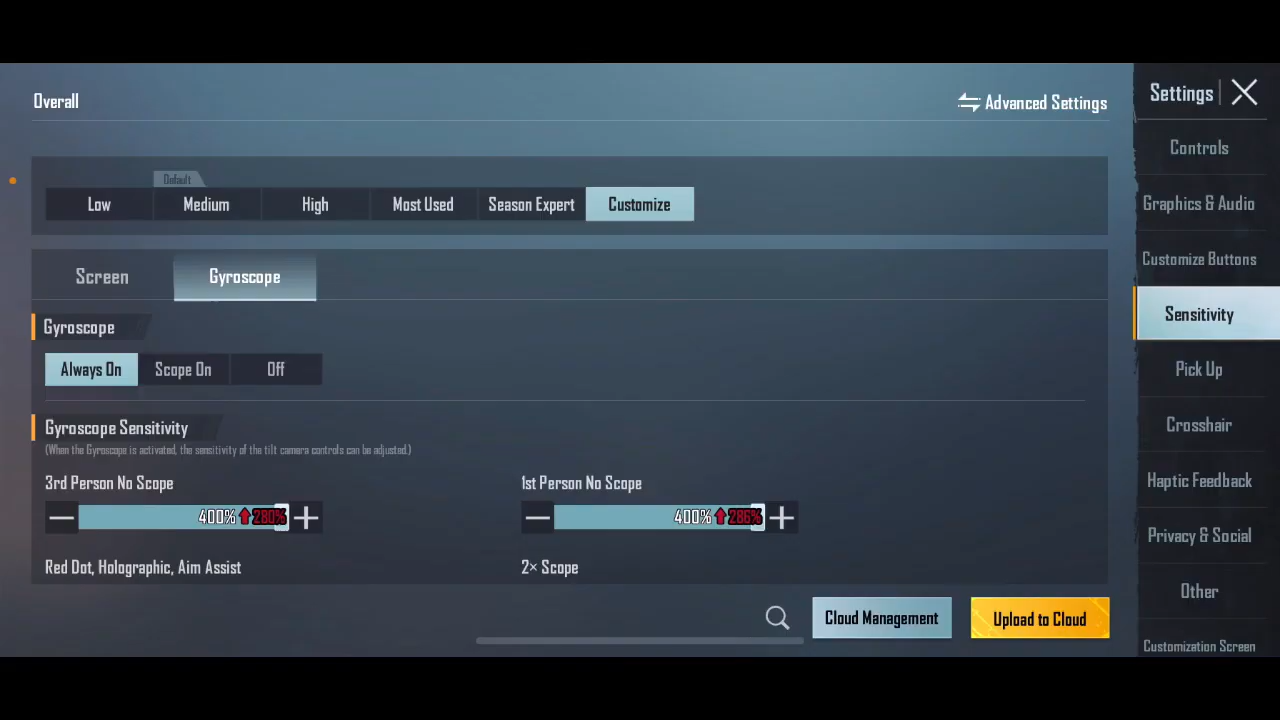 Overall
Advanced Settings
Settings
Default
Low Medium High Most Used Season Expert Customize
Screen Gyroscope
Gyroscope
Always On Scope On Off
Gyroscope Sensitivity
(When the Gyroscope is activated, the sensitivity of the tilt camera controls can be adjusted.)
3rd Person No Scope
400% 280%
1st Person No Scope
400% 286%
Red Dot, Holographic, Aim Assist
2× Scope
Cloud Management
Upload to Cloud
Controls
Graphics & Audio
Customize Buttons
Sensitivity
Pick Up
Crosshair
Haptic Feedback
Privacy & Social
Other
Customization Screen